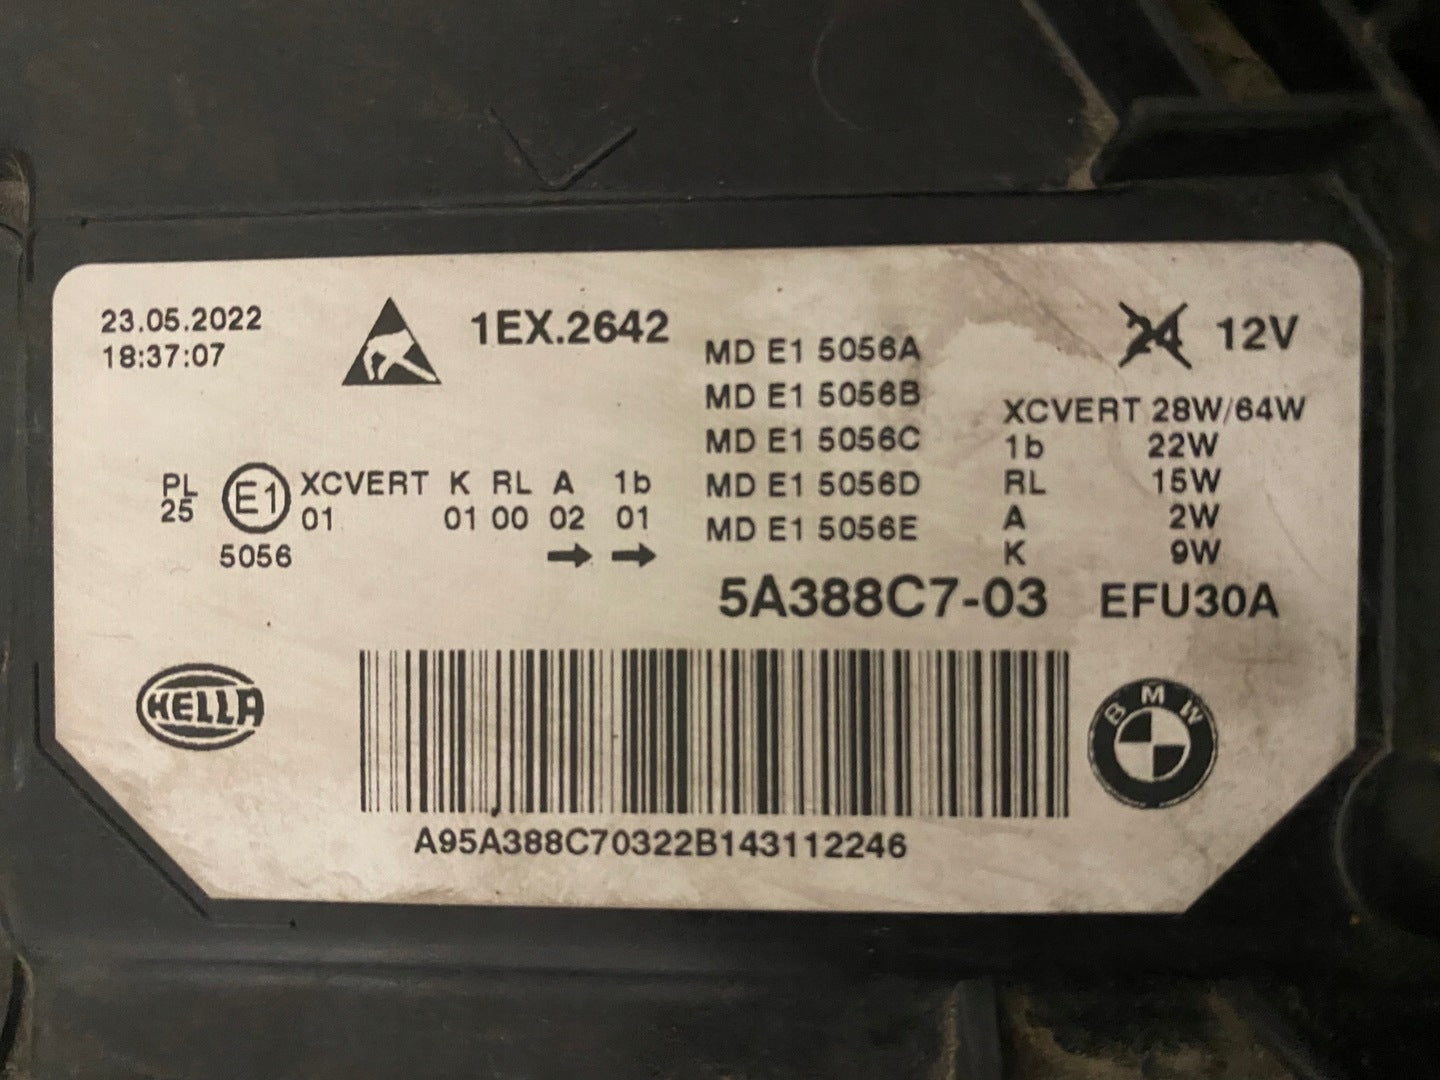 23.05.2022
18:37:07
1EX.2642
MD E1 5056A
MD E1 5056B
MD E1 5056C
MD E1 5056D
MD E1 5056E
24 12V
XCVERT 28W/64W
1b 22W
RL 15W
A 2W
K 9W
PL
25
E1
5056
XCVERT K RL A 1b
01 01 00 02 01
5A388C7-03 EFU30A
HELLA
BMW
A95A388C70322B143112246